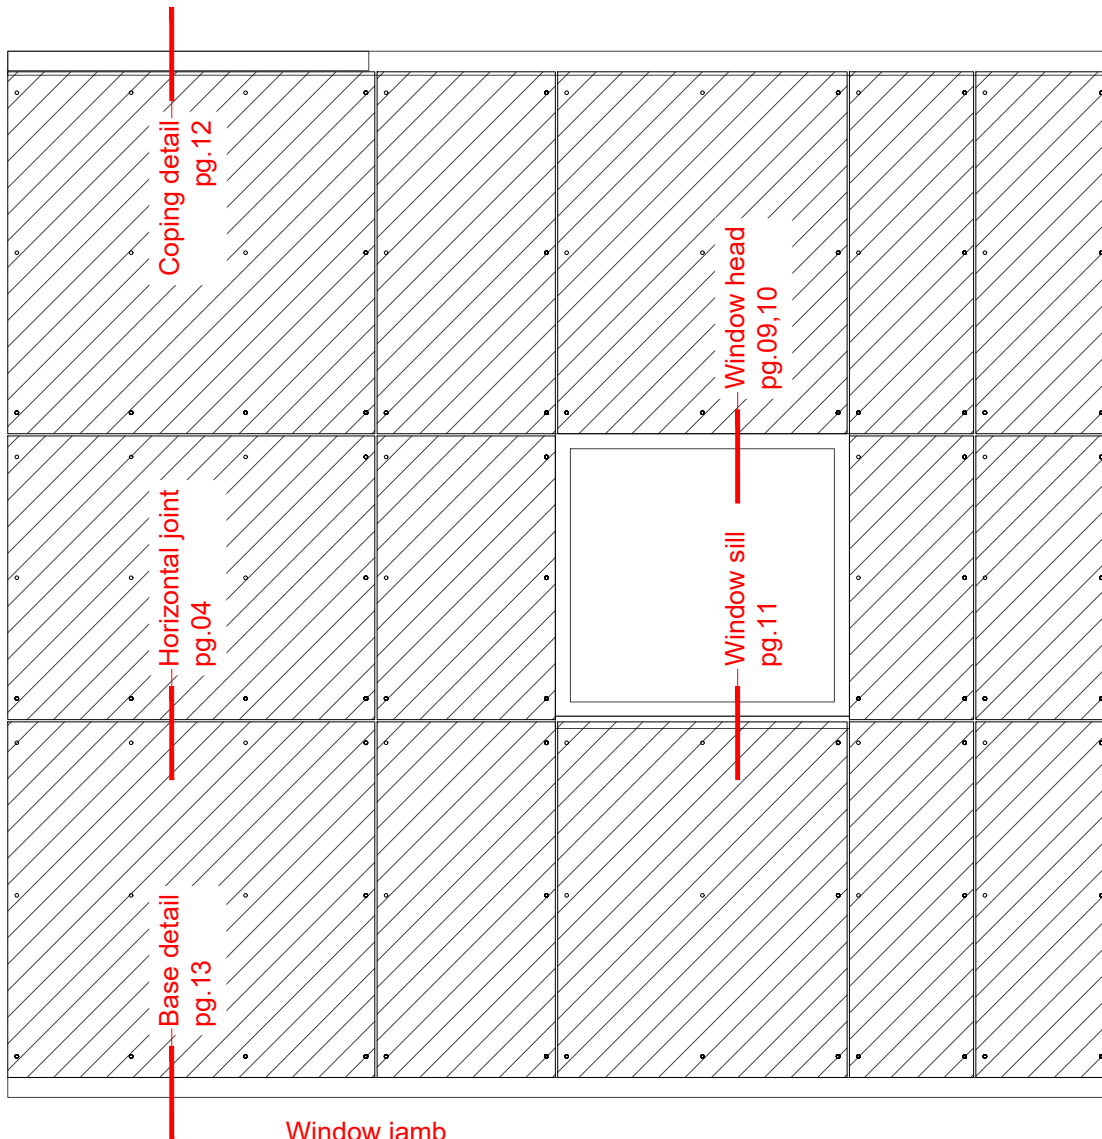 Coping detail
pg.12
Window head
pg.09,10
Horizontal joint
pg.04
Window sill
pg.11
Base detail
pg.13
Window jamb